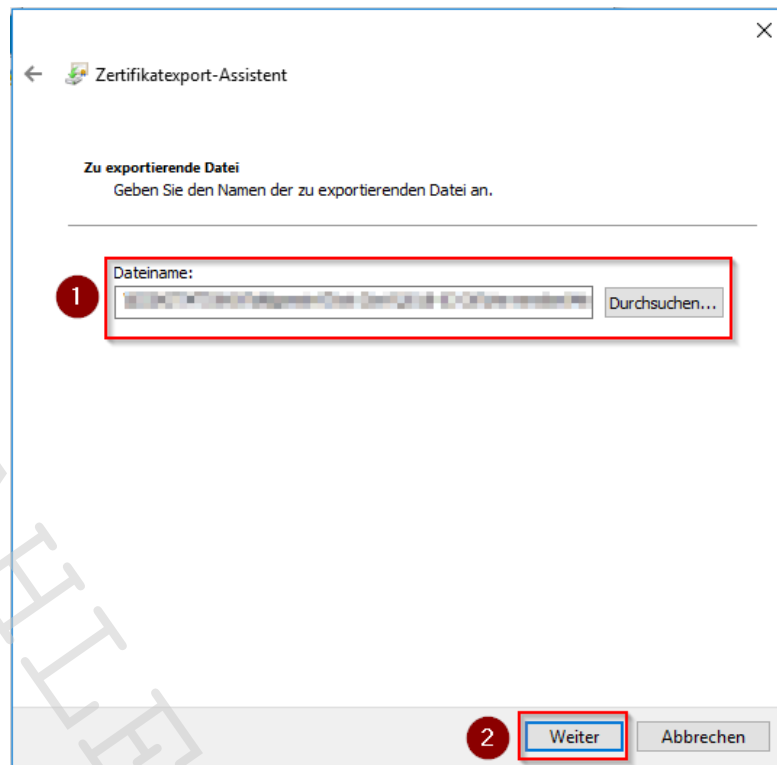 Zertifikatexport-Assistent
Zu exportierende Datei
Geben Sie den Namen der zu exportierenden Datei an.
Dateiname:
1
Durchsuchen...
HLE
2
Weiter
Abbrechen